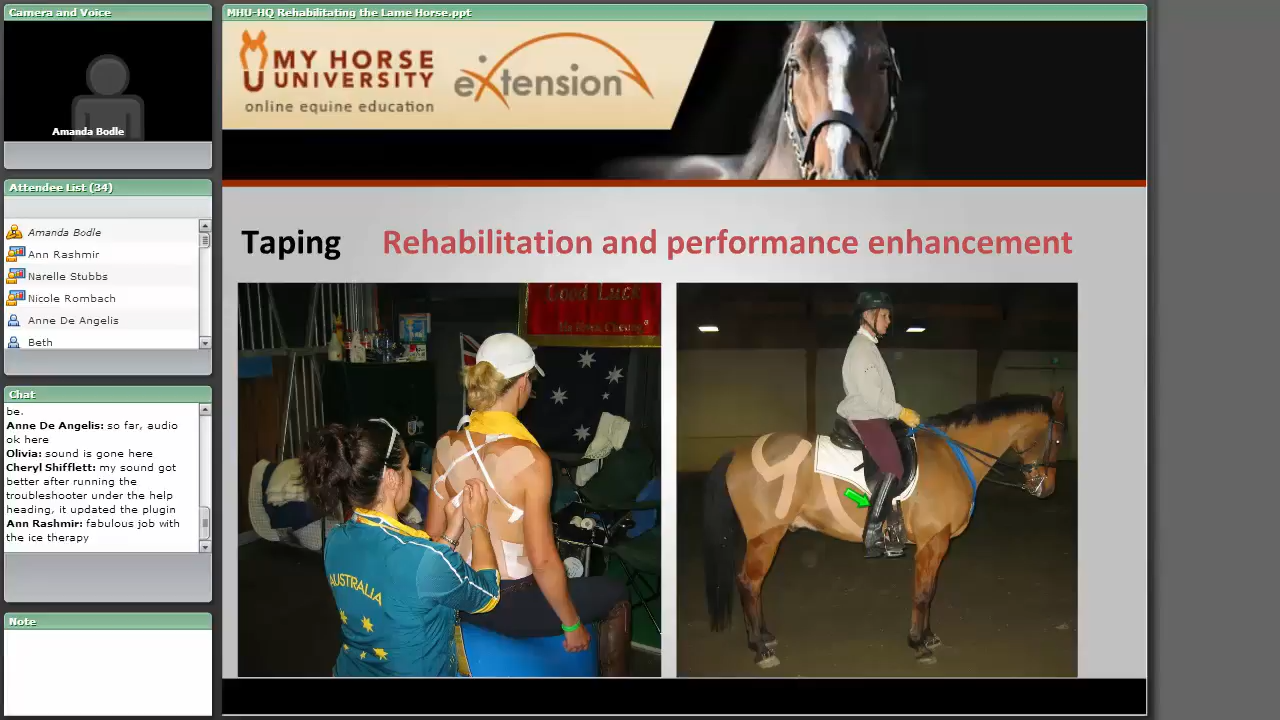 Camera and Voice
Amanda Bodle
Attendee List (34)
Amanda Bodle
Ann Rashmir
Narelle Stubbs
Nicole Rombach
Anne De Angelis
Beth
Chat
be.
Anne De Angelis: so far, audio
ok here
Olivia: sound is gone here
Cheryl Shifflett: my sound got
better after running the
troubleshooter under the help
heading, it updated the plugin
Ann Rashmir: fabulous job with
the ice therapy
Note
MHU-HQ Rehabilitating the Lame Horse.ppt
MY HORSE
UNIVERSITY
online equine education
eXtension
Taping Rehabilitation and performance enhancement
Good Luck
AUSTRALIA